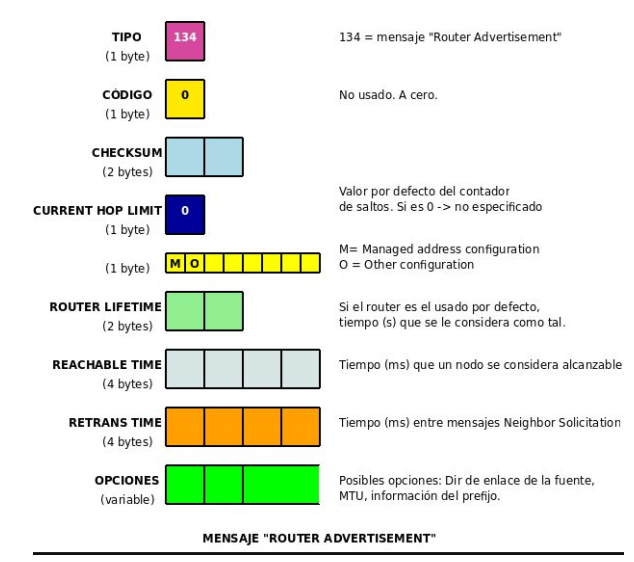 TIPO
(1 byte)
134
134 = mensaje "Router Advertisement"
CÓDIGO
(1 byte)
0
No usado. A cero.
CHECKSUM
(2 bytes)
CURRENT HOP LIMIT
(1 byte)
0
Valor por defecto del contador
de saltos. Si es 0 -> no especificado
(1 byte)
M O
M= Managed address configuration
O = Other configuration
ROUTER LIFETIME
(2 bytes)
Si el router es el usado por defecto,
tiempo (s) que se le considera como tal.
REACHABLE TIME
(4 bytes)
Tiempo (ms) que un nodo se considera alcanzable
RETRANS TIME
(4 bytes)
Tiempo (ms) entre mensajes Neighbor Solicitation
OPCIONES
(variable)
Posibles opciones: Dir de enlace de la fuente,
MTU, información del prefijo.
MENSAJE "ROUTER ADVERTISEMENT"